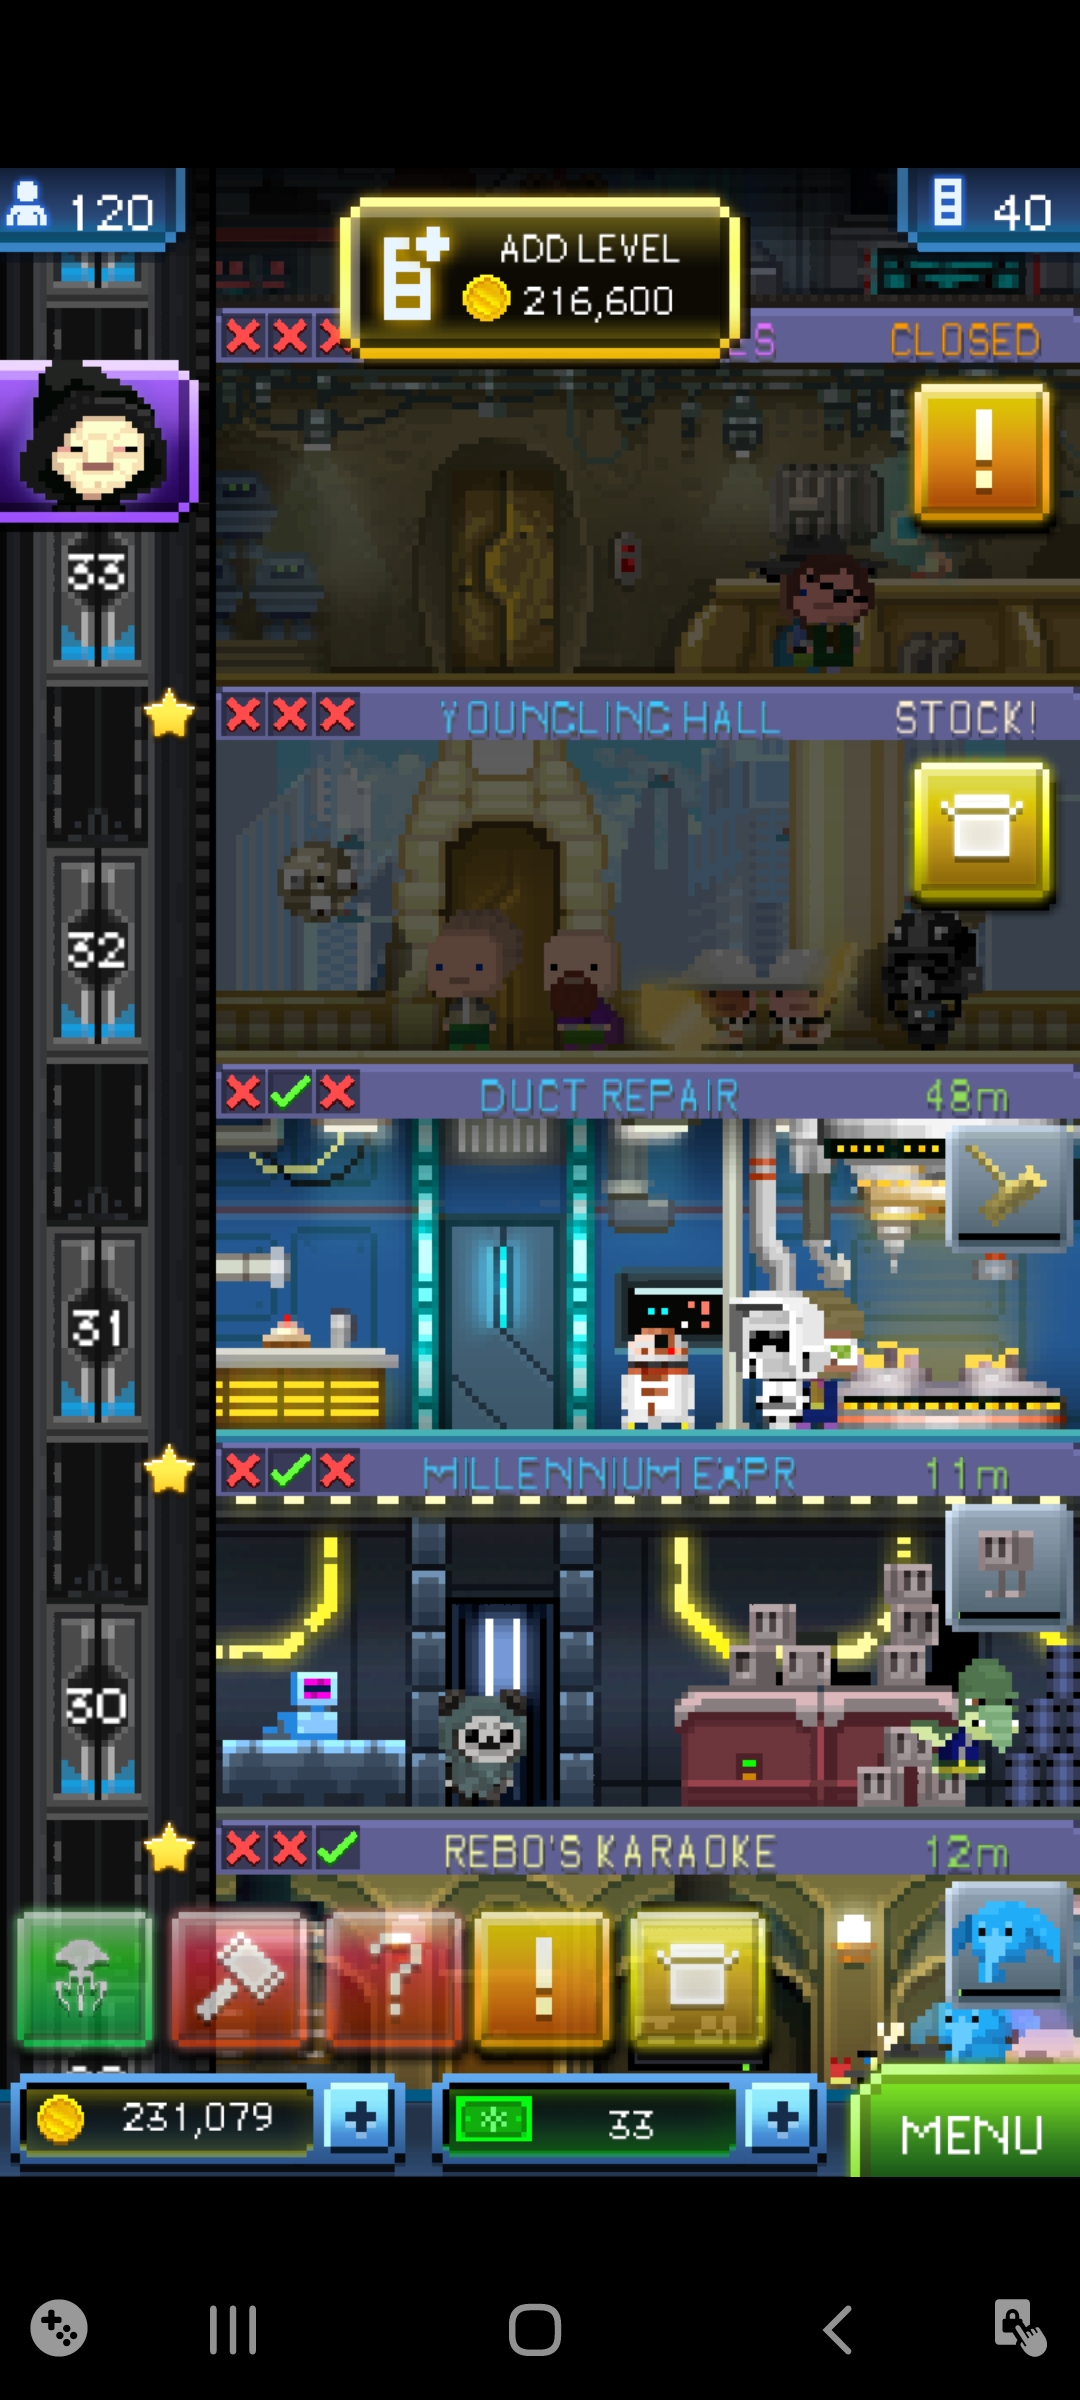 120
ADD LEVEL
216,600
40
CLOSED
!
33
YOUNGLING HALL
STOCK!
32
DUCT REPAIR
48m
31
MILLENNIUM EXPR
11m
30
REBO'S KARAOKE
12m
?
!
231,079
+
33
+
MENU